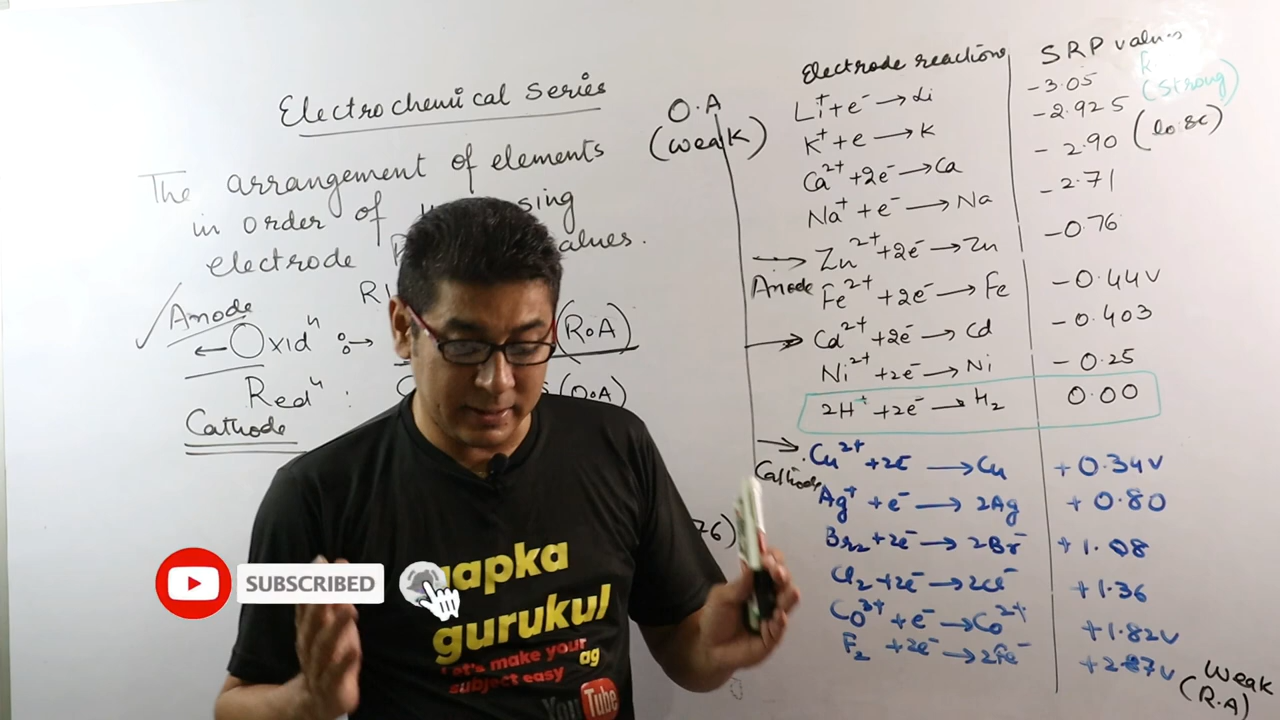 Electrochemical Series
The arrangement of elements
in order of
electrode values.
Anode
Oxidⁿ (R.A)
Redⁿ : (O.A)
Cathode
76)
O.A
(weak)
Electrode reactions SRP values
Li⁺+e⁻ → Li -3.05
(strong)
K⁺+e → K -2.925
(lose)
Ca²⁺+2e⁻ → Ca -2.90
Na⁺+e⁻ → Na -2.71
Zn²⁺+2e⁻ → Zn -0.76
Anode
Fe²⁺+2e⁻ → Fe -0.44V
Cd²⁺+2e⁻ → Cd -0.403
Ni²⁺+2e⁻ → Ni -0.25
2H⁺+2e⁻ → H₂ 0.00
Cu²⁺+2e⁻ → Cu +0.34V
Cathode
Ag⁺+e⁻ → 2Ag +0.80
Br₂+2e⁻ → 2Br⁻ +1.08
Cl₂+2e⁻ → 2Cl⁻ +1.36
Co³⁺+e⁻ → Co²⁺ +1.82V
F₂+2e⁻ → 2Fe⁻ +2.87V
Weak
(R.A)
aapka
gurukul
Let's make your
subject easy
ag
YouTube
SUBSCRIBED